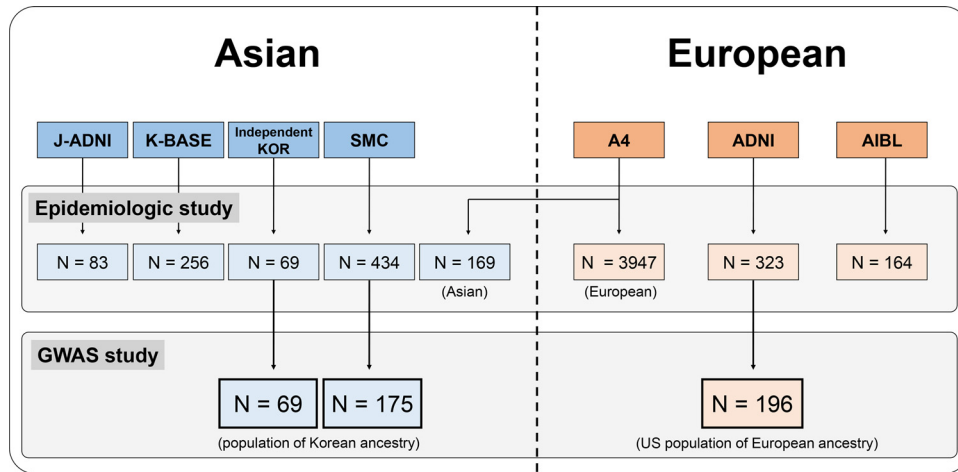 Asian
European
J-ADNI
K-BASE
Independent
KOR
SMC
A4
ADNI
AIBL
Epidemiologic study
N = 83
N = 256
N = 69
N = 434
N = 169
N = 3947
N = 323
N = 164
(Asian)
(European)
GWAS study
N = 69
N = 175
N = 196
(population of Korean ancestry)
(US population of European ancestry)